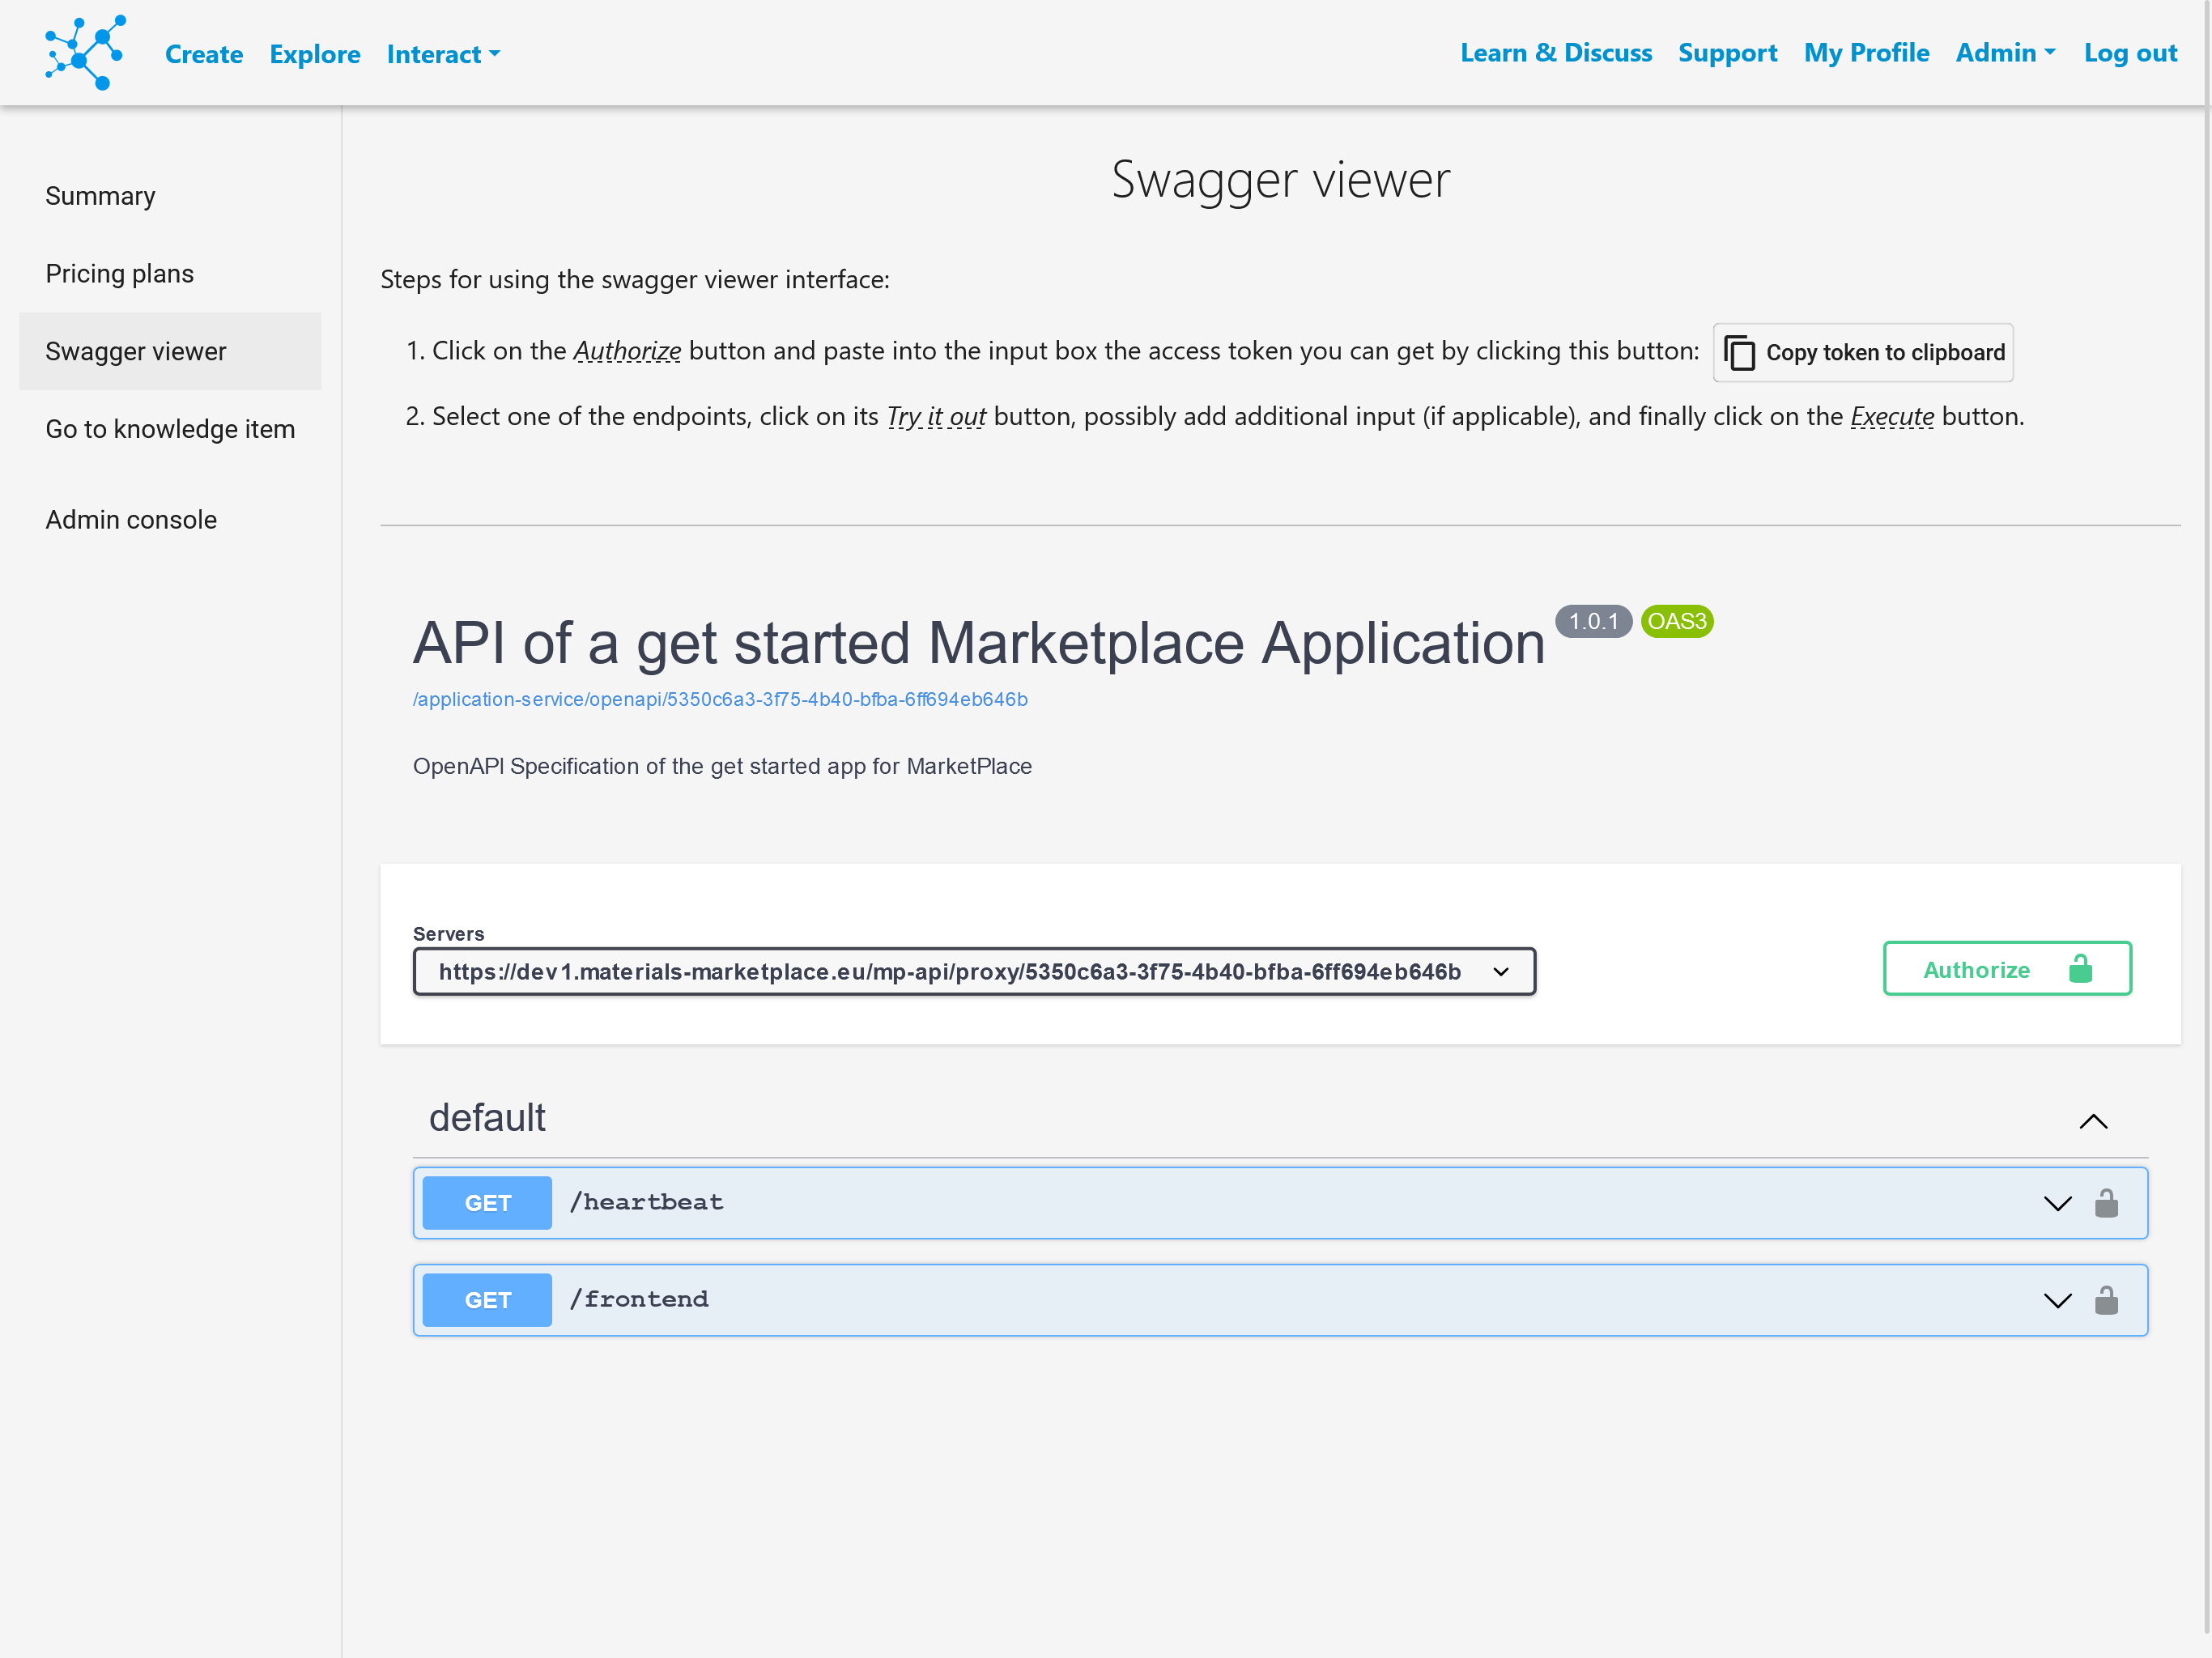 Create Explore Interact Learn & Discuss Support My Profile Admin Log out
Summary
Pricing plans
Swagger viewer
Go to knowledge item
Admin console
Swagger viewer
Steps for using the swagger viewer interface:
1. Click on the Authorize button and paste into the input box the access token you can get by clicking this button: Copy token to clipboard
2. Select one of the endpoints, click on its Try it out button, possibly add additional input (if applicable), and finally click on the Execute button.
API of a get started Marketplace Application 1.0.1 OAS3
/application-service/openapi/5350c6a3-3f75-4b40-bfba-6ff694eb646b
OpenAPI Specification of the get started app for MarketPlace
Servers
https://dev1.materials-marketplace.eu/mp-api/proxy/5350c6a3-3f75-4b40-bfba-6ff694eb646b
Authorize
default
GET /heartbeat
GET /frontend